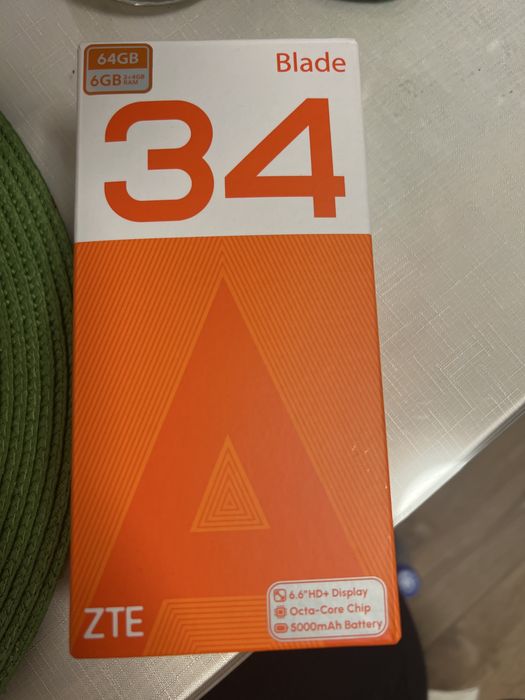 64GB
6GB 2+4GB RAM
Blade
34
A
ZTE
6.6"HD+ Display
Octa-Core Chip
5000mAh Battery